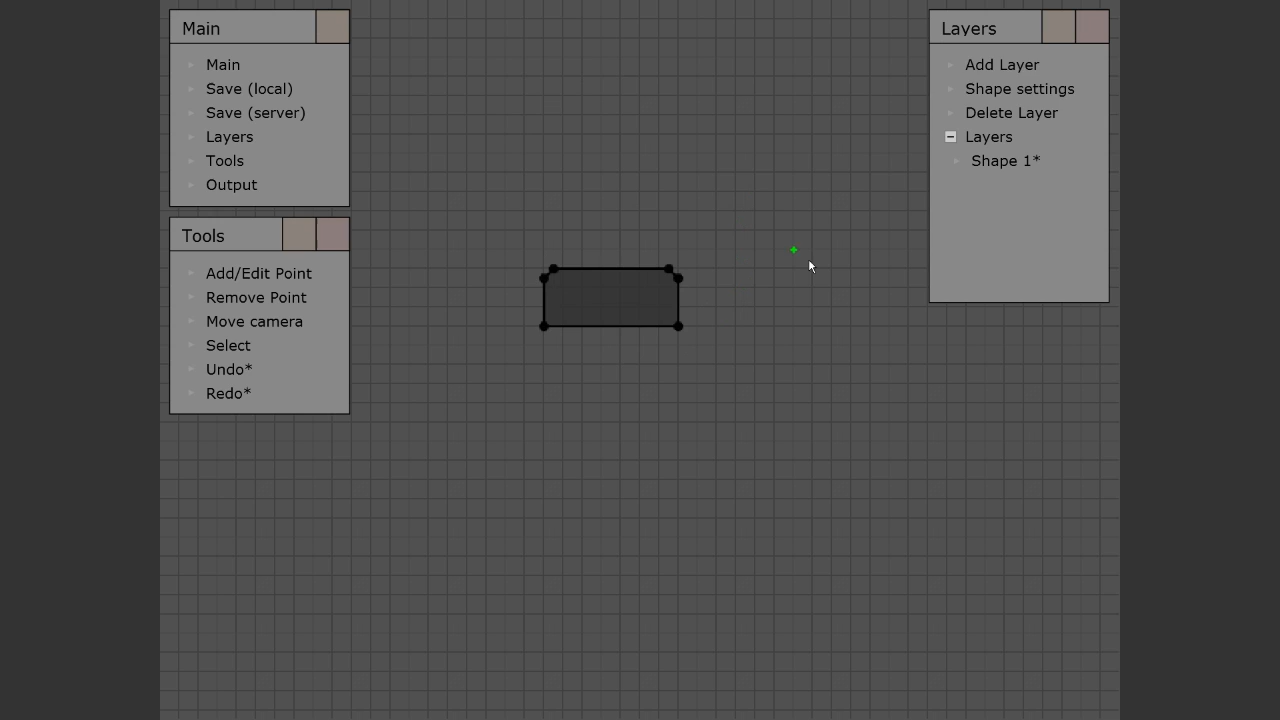 Main
Main
Save (local)
Save (server)
Layers
Tools
Output
Tools
Add/Edit Point
Remove Point
Move camera
Select
Undo*
Redo*
Layers
Add Layer
Shape settings
Delete Layer
Layers
Shape 1*